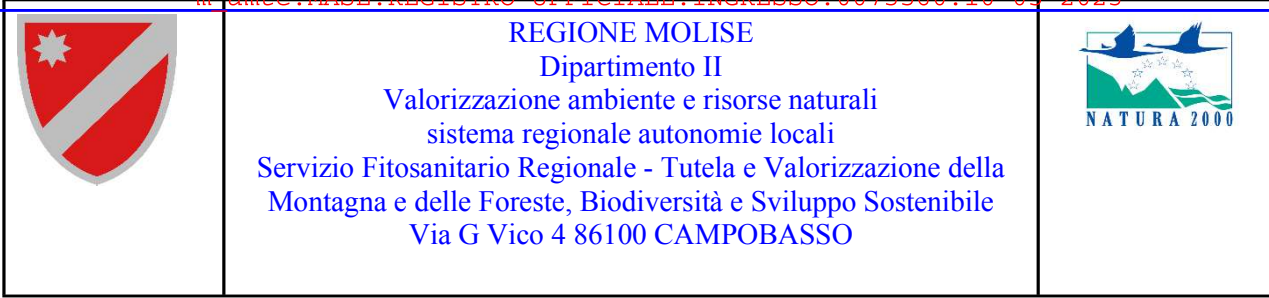 REGIONE MOLISE
Dipartimento II
Valorizzazione ambiente e risorse naturali
sistema regionale autonomie locali
Servizio Fitosanitario Regionale - Tutela e Valorizzazione della
Montagna e delle Foreste, Biodiversità e Sviluppo Sostenibile
Via G Vico 4 86100 CAMPOBASSO
NATURA 2000